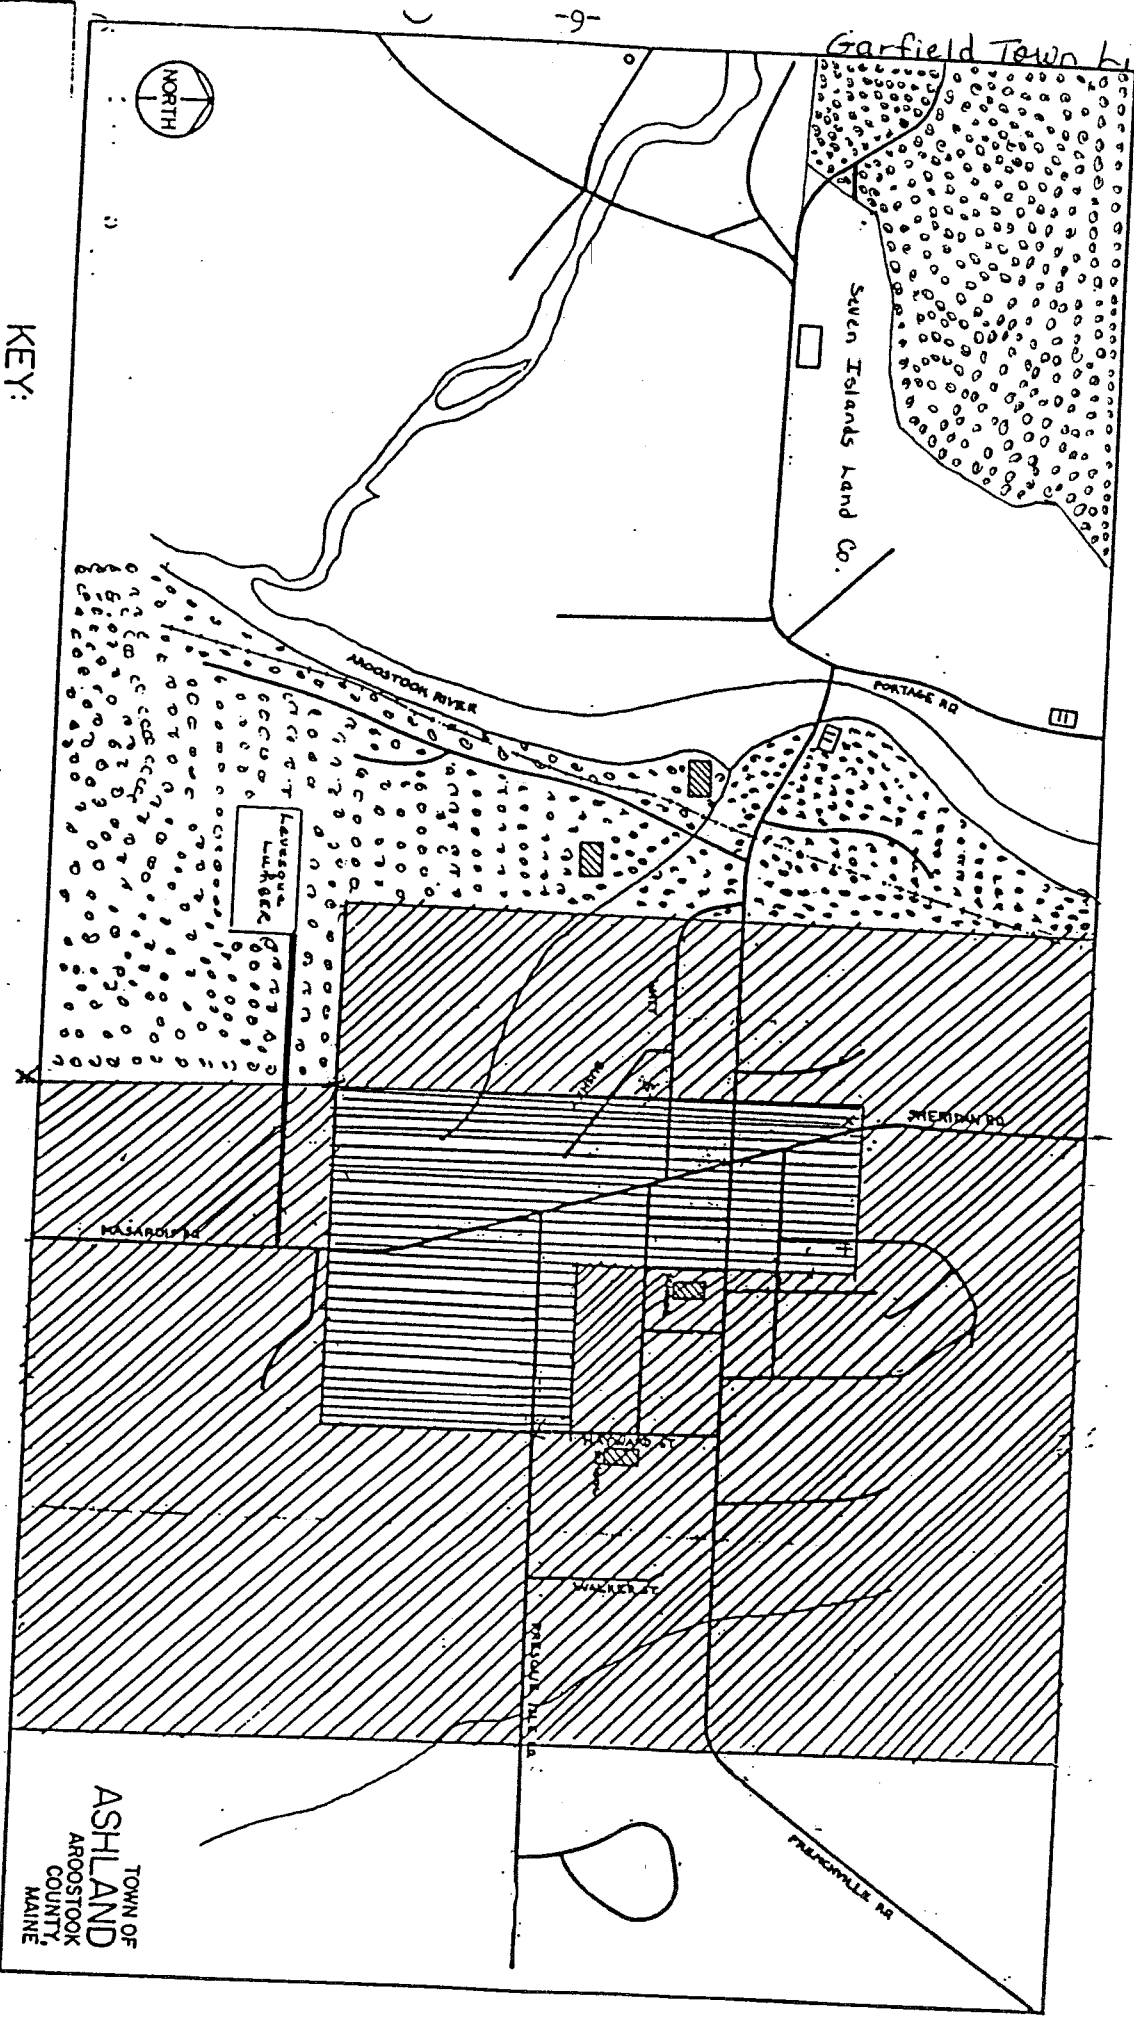 -9-
Garfield Town Li
NORTH
KEY:
Seven Islands Land Co.
AROOSTOOK RIVER
PORTAGE RD
Levesque
Lumber
WITT
SHERIDAN RD
MASARDIS RD
HAYWARD ST
WALKER ST.
PRESQUE ISLE RD
FRENCHVILLE RD
TOWN OF
ASHLAND
AROOSTOOK
COUNTY,
MAINE